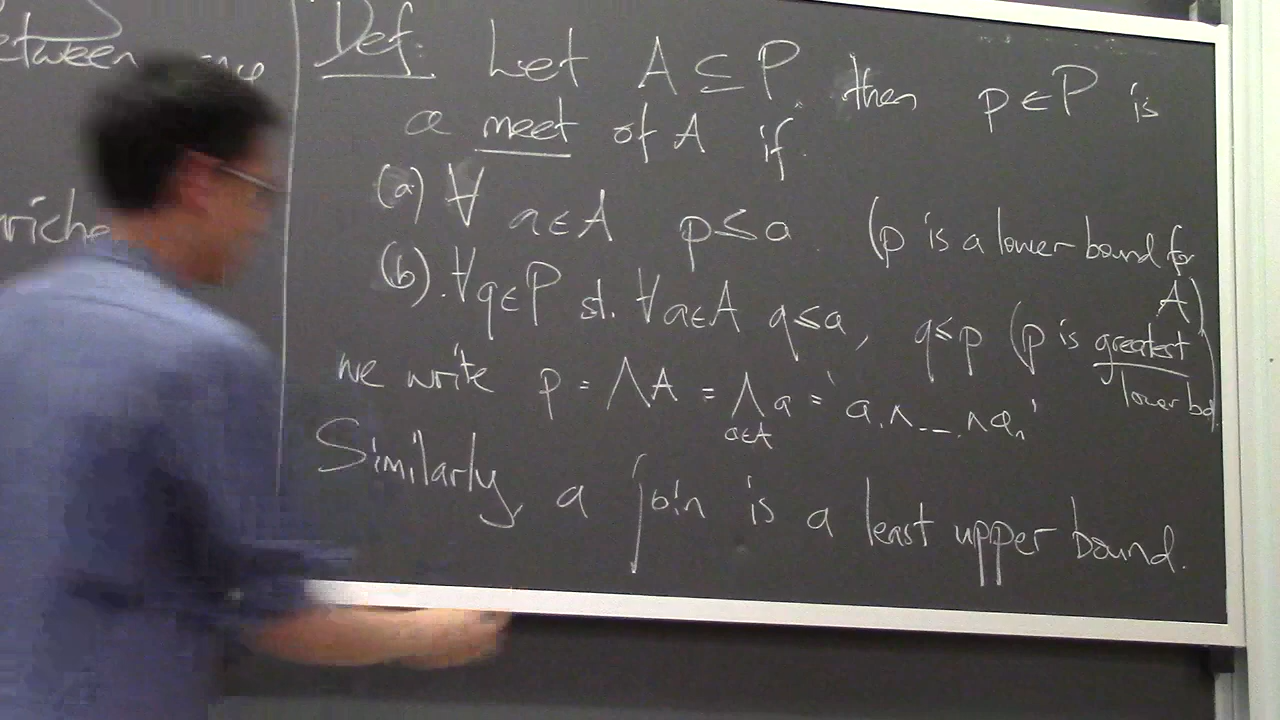 etween
riche
Def: Let A ⊆ P then p ∈ P is
a meet of A if
(a) ∀ a∈A p ≤ a (p is a lower bound for A)
(b). ∀q∈P st. ∀a∈A q≤a, q≤p (p is greatest lower bd)
we write p = ⋀A = ⋀ a = 'a₁∧...∧aₙ'
a∈A
Similarly, a join is a least upper bound.